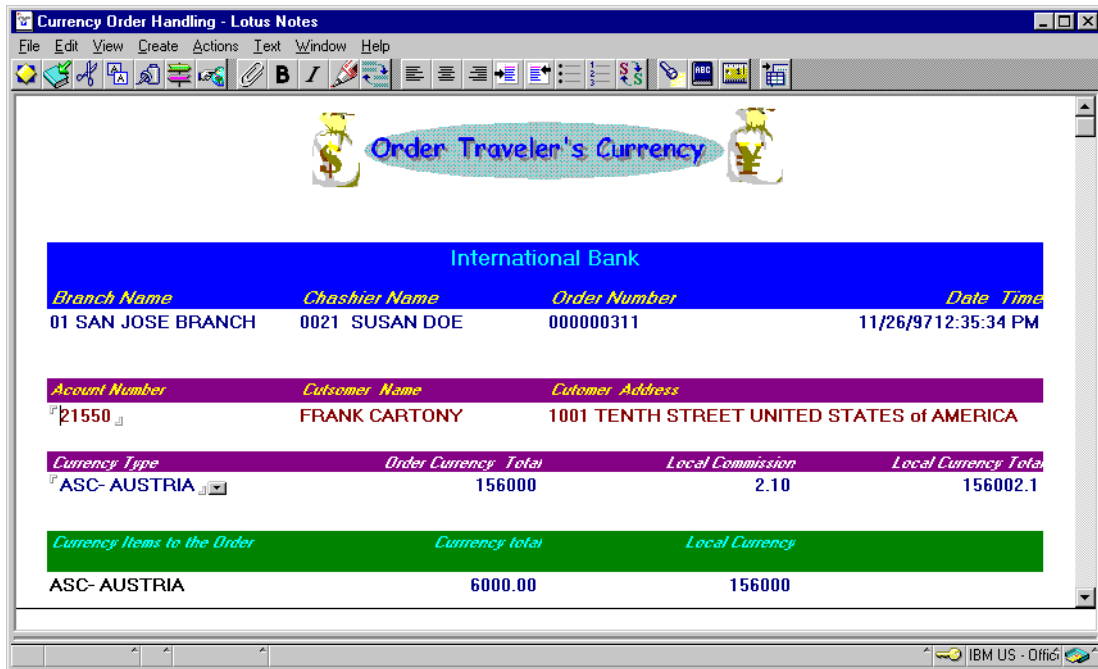 Currency Order Handling - Lotus Notes
File Edit View Create Actions Text Window Help
Order Traveler's Currency
International Bank
Branch Name Chashier Name Order Number Date Time
01 SAN JOSE BRANCH 0021 SUSAN DOE 000000311 11/26/9712:35:34 PM
Acount Number Cutsomer Name Cutomer Address
21550 FRANK CARTONY 1001 TENTH STREET UNITED STATES of AMERICA
Currency Type Order Currency Total Local Commission Local Currency Total
ASC- AUSTRIA 156000 2.10 156002.1
Currency Items to the Order Currrency total Local Currency
ASC- AUSTRIA 6000.00 156000
IBM US - Offic